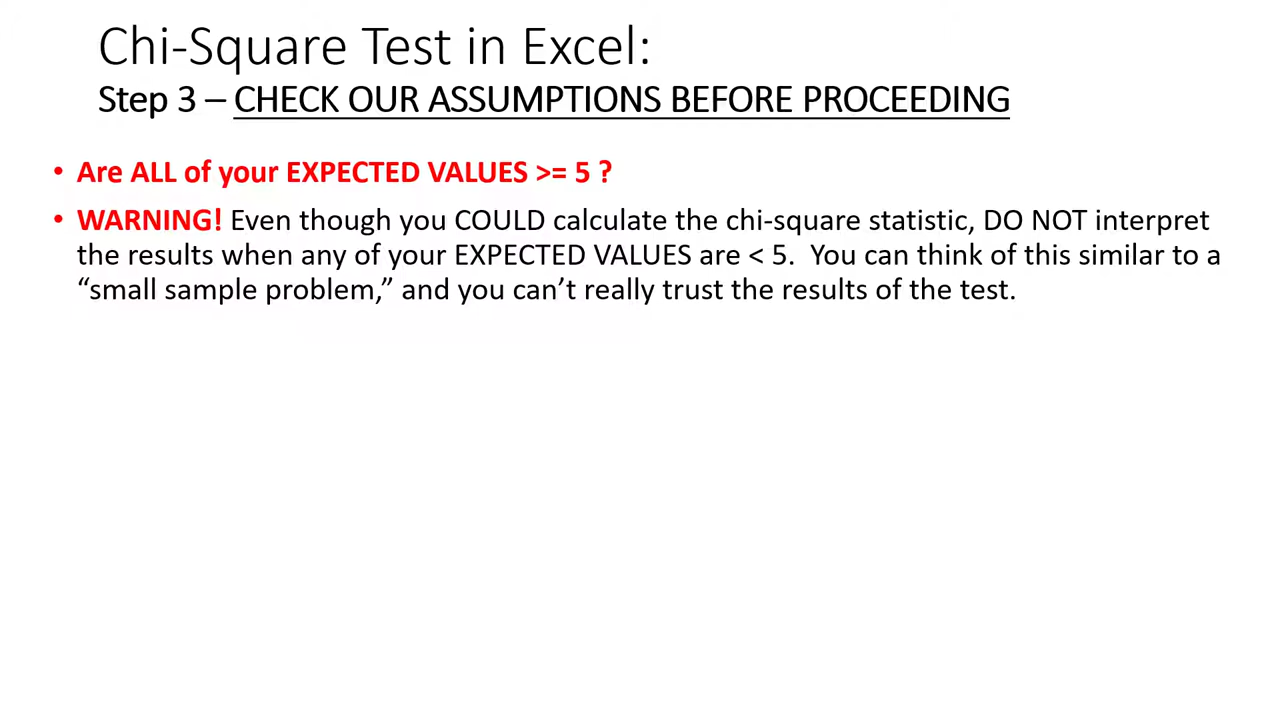 Chi-Square Test in Excel:
Step 3 – CHECK OUR ASSUMPTIONS BEFORE PROCEEDING
• Are ALL of your EXPECTED VALUES >= 5 ?
• WARNING! Even though you COULD calculate the chi-square statistic, DO NOT interpret
the results when any of your EXPECTED VALUES are < 5.  You can think of this similar to a
“small sample problem,” and you can’t really trust the results of the test.